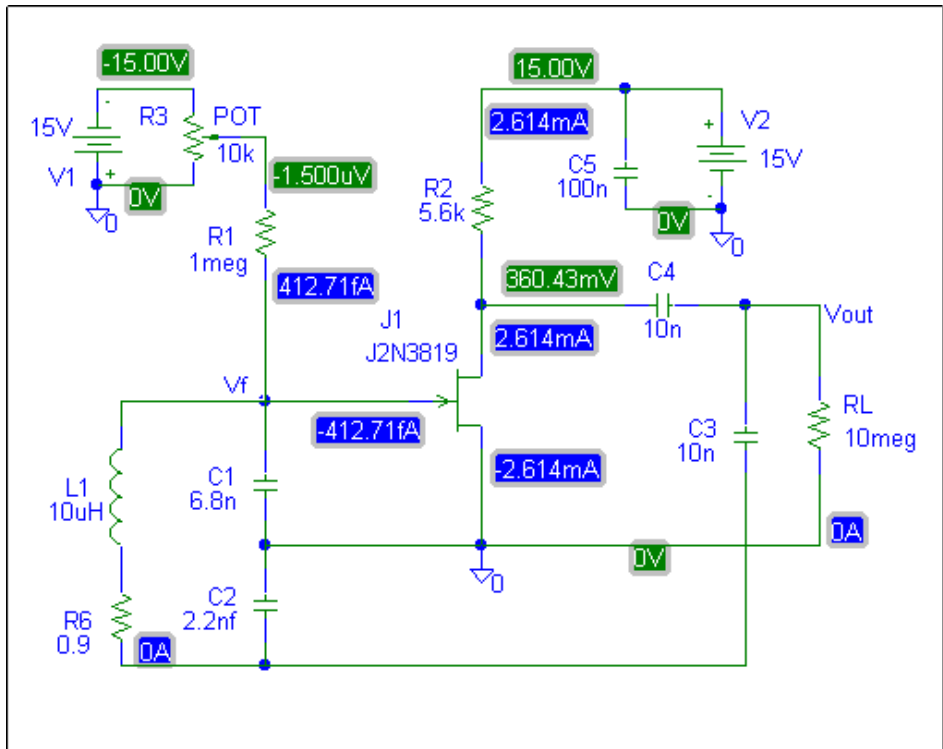 -15.00V
15.00V
R3
POT
15V
10k
V1
0V
0
-1.500uV
2.614mA
V2
+
-
C5
100n
15V
R2
5.6k
0V
0
R1
1meg
412.71fA
360.43mV
C4
10n
Vout
J1
J2N3819
2.614mA
Vf
-412.71fA
RL
10meg
C3
10n
-2.614mA
L1
10uH
C1
6.8n
0A
0V
0
C2
2.2nf
R6
0.9
0A